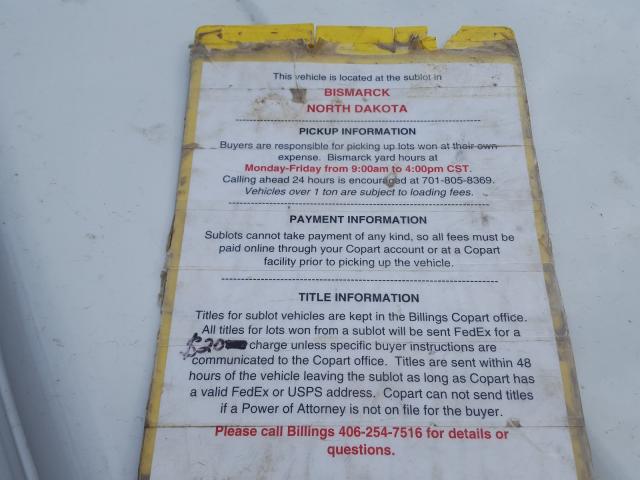 This vehicle is located at the sublot in
BISMARCK
NORTH DAKOTA
PICKUP INFORMATION
Buyers are responsible for picking up lots won at their own
expense. Bismarck yard hours at
Monday-Friday from 9:00am to 4:00pm CST.
Calling ahead 24 hours is encouraged at 701-805-8369.
Vehicles over 1 ton are subject to loading fees.
PAYMENT INFORMATION
Sublots cannot take payment of any kind, so all fees must be
paid online through your Copart account or at a Copart
facility prior to picking up the vehicle.
TITLE INFORMATION
Titles for sublot vehicles are kept in the Billings Copart office.
All titles for lots won from a sublot will be sent FedEx for a
$20 charge unless specific buyer instructions are
communicated to the Copart office. Titles are sent within 48
hours of the vehicle leaving the sublot as long as Copart has
a valid FedEx or USPS address. Copart can not send titles
if a Power of Attorney is not on file for the buyer.
Please call Billings 406-254-7516 for details or
questions.